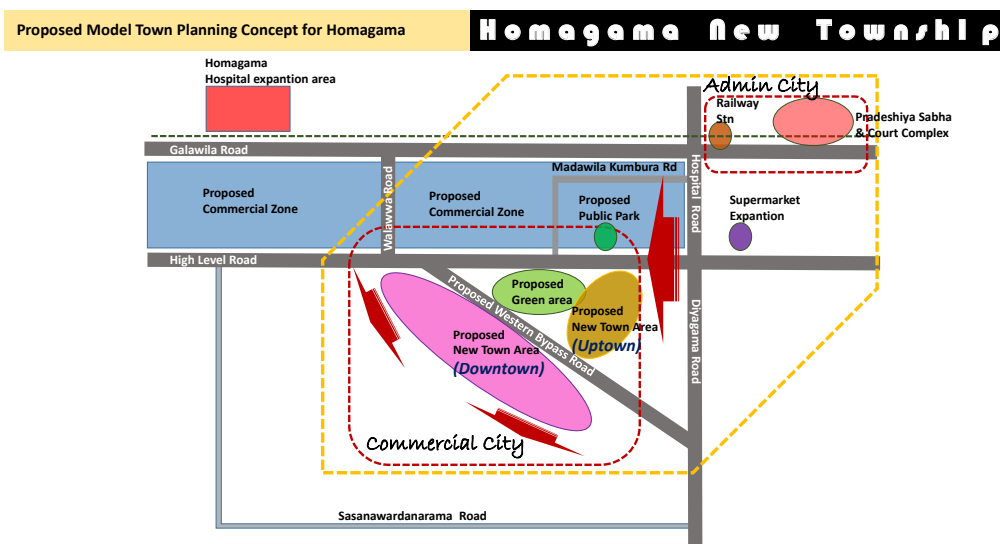 Proposed Model Town Planning Concept for Homagama
Homagama New Township
Homagama
Hospital expantion area
Admin City
Railway
Stn
Pradeshiya Sabha
& Court Complex
Galawila Road
Madawila Kumbura Rd
Proposed
Commercial Zone
Walawwa Road
Proposed
Commercial Zone
Proposed
Public Park
Hospital Road
Supermarket
Expantion
High Level Road
Proposed
Green area
Proposed
New Town Area
(Uptown)
Proposed Western Bypass Road
Proposed
New Town Area
(Downtown)
Diyagama Road
Commercial City
Sasanawardanarama Road